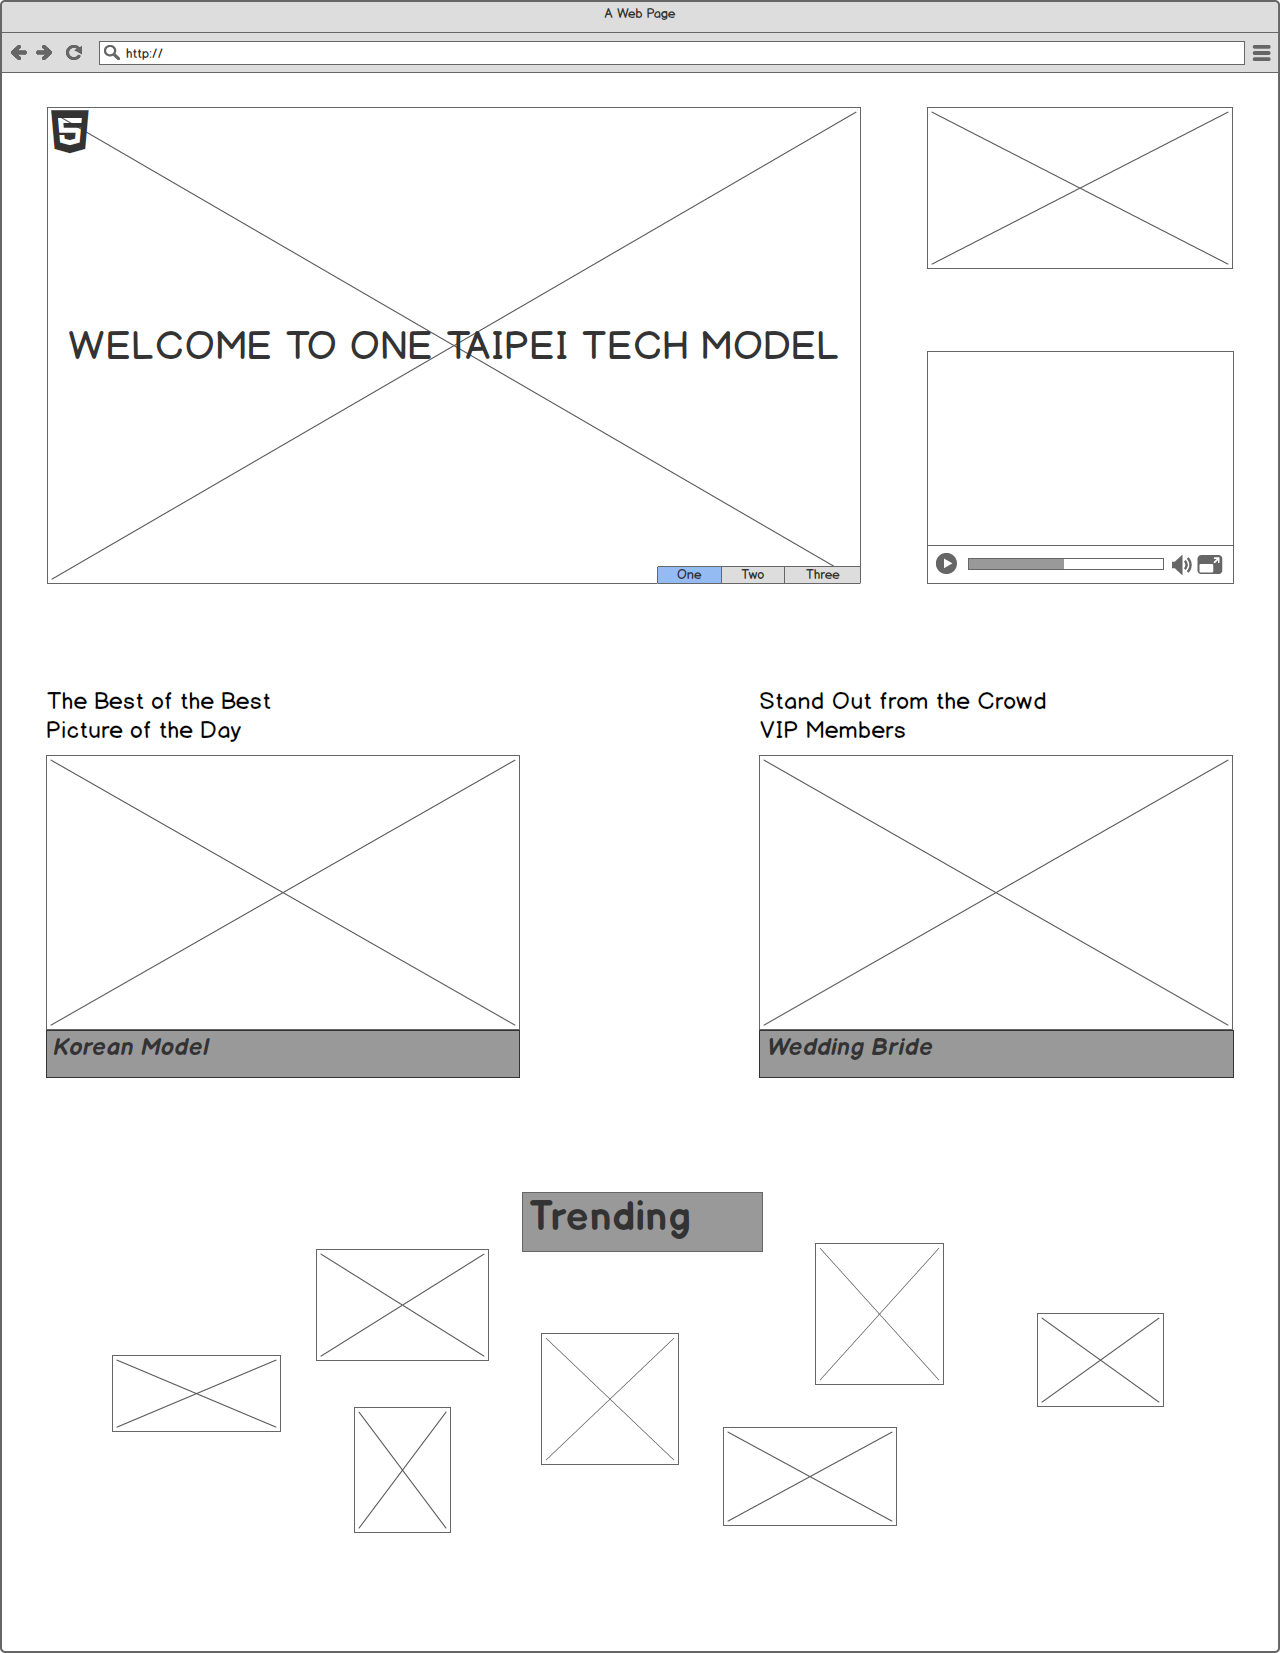 A Web Page
http://
5
WELCOME TO ONE TAIPEI TECH MODEL
One Two Three
The Best of the Best
Picture of the Day
Stand Out from the Crowd
VIP Members
Korean Model
Wedding Bride
Trending